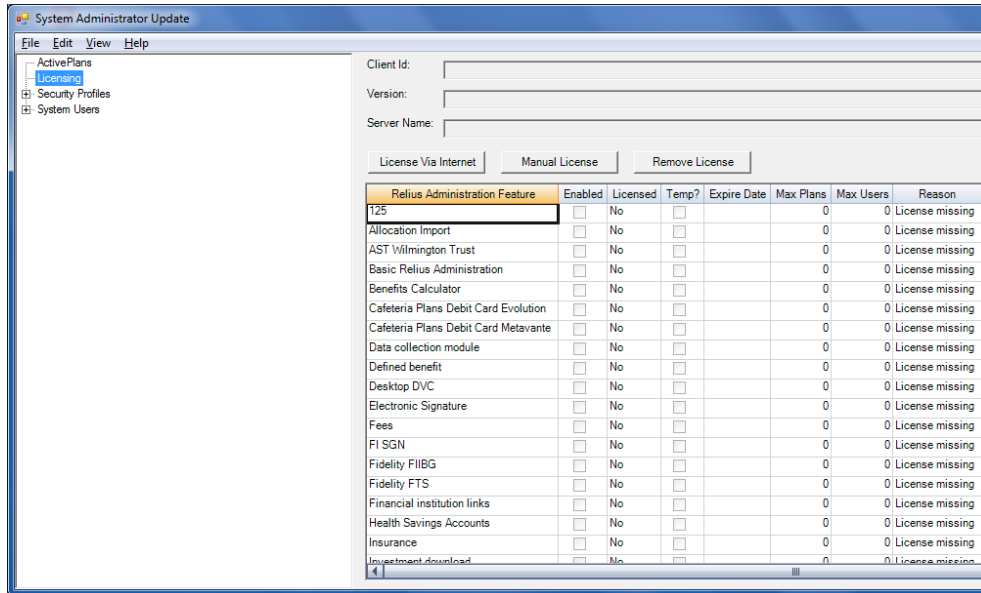 System Administrator Update
File Edit View Help
ActivePlans
Licensing
Security Profiles
System Users
Client Id:
Version:
Server Name:
License Via Internet Manual License Remove License
Relius Administration Feature Enabled Licensed Temp? Expire Date Max Plans Max Users Reason
125 No 0 0 License missing
Allocation Import No 0 0 License missing
AST Wilmington Trust No 0 0 License missing
Basic Relius Administration No 0 0 License missing
Benefits Calculator No 0 0 License missing
Cafeteria Plans Debit Card Evolution No 0 0 License missing
Cafeteria Plans Debit Card Metavante No 0 0 License missing
Data collection module No 0 0 License missing
Defined benefit No 0 0 License missing
Desktop DVC No 0 0 License missing
Electronic Signature No 0 0 License missing
Fees No 0 0 License missing
FI SGN No 0 0 License missing
Fidelity FIIBG No 0 0 License missing
Fidelity FTS No 0 0 License missing
Financial institution links No 0 0 License missing
Health Savings Accounts No 0 0 License missing
Insurance No 0 0 License missing
Investment download No 0 0 License missing